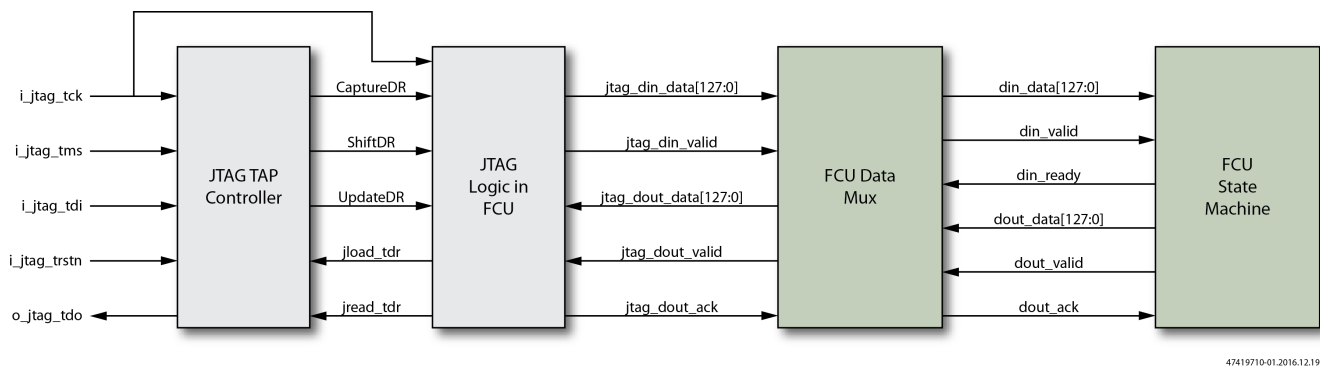 i_jtag_tck
i_jtag_tms
i_jtag_tdi
i_jtag_trstn
o_jtag_tdo
JTAG TAP
Controller
CaptureDR
ShiftDR
UpdateDR
jload_tdr
jread_tdr
JTAG
Logic in
FCU
jtag_din_data[127:0]
jtag_din_valid
jtag_dout_data[127:0]
jtag_dout_valid
jtag_dout_ack
FCU Data
Mux
din_data[127:0]
din_valid
din_ready
dout_data[127:0]
dout_valid
dout_ack
FCU
State
Machine
47419710-01.2016.12.19